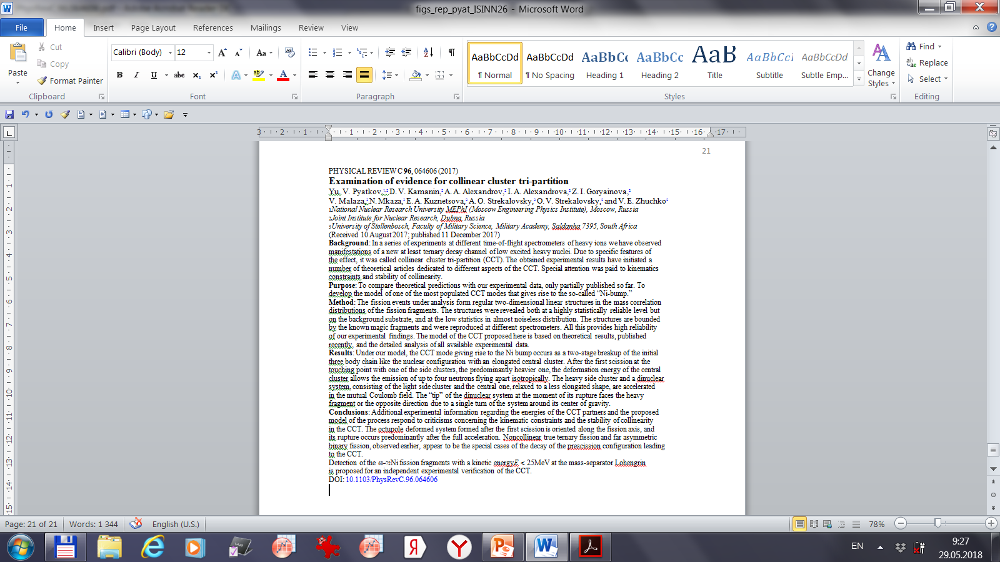 figs_rep_pyat_ISINN26 - Microsoft Word
File Home Insert Page Layout References Mailings Review View
Paste
Cut
Copy
Format Painter
Clipboard
Calibri (Body) 12
Font
Paragraph
AaBbCcDd AaBbCcDd AaBbCc AaBbCc AaB AaBbCcI AaBbCcDd
¶ Normal ¶ No Spacing Heading 1 Heading 2 Title Subtitle Subtle Emp...
Styles
Change Styles
Find
Replace
Select
Editing
3 2 1 1 2 3 4 5 6 7 8 9 10 11 12 13 14 15 16 17
21
PHYSICAL REVIEW C 96, 064606 (2017)
Examination of evidence for collinear cluster tri-partition
Yu. V. Pyatkov,1,2 D. V. Kamanin,2 A. A. Alexandrov,2 I. A. Alexandrova,2 Z. I. Goryainova,2
V. Malaza,3 N. Mkaza,3 E. A. Kuznetsova,2 A. O. Strekalovsky,2 O. V. Strekalovsky,2 and V. E. Zhuchko2
1National Nuclear Research University MEPhI (Moscow Engineering Physics Institute), Moscow, Russia
2Joint Institute for Nuclear Research, Dubna, Russia
3University of Stellenbosch, Faculty of Military Science, Military Academy, Saldanha 7395, South Africa
(Received 10 August 2017; published 11 December 2017)
Background: In a series of experiments at different time-of-flight spectrometers of heavy ions we have observed
manifestations of a new at least ternary decay channel of low excited heavy nuclei. Due to specific features of
the effect, it was called collinear cluster tri-partition (CCT). The obtained experimental results have initiated a
number of theoretical articles dedicated to different aspects of the CCT. Special attention was paid to kinematics
constraints and stability of collinearity.
Purpose: To compare theoretical predictions with our experimental data, only partially published so far. To
develop the model of one of the most populated CCT modes that gives rise to the so-called “Ni-bump.”
Method: The fission events under analysis form regular two-dimensional linear structures in the mass correlation
distributions of the fission fragments. The structures were revealed both at a highly statistically reliable level but
on the background substrate, and at the low statistics in almost noiseless distribution. The structures are bounded
by the known magic fragments and were reproduced at different spectrometers. All this provides high reliability
of our experimental findings. The model of the CCT proposed here is based on theoretical results, published
recently, and the detailed analysis of all available experimental data.
Results: Under our model, the CCT mode giving rise to the Ni bump occurs as a two-stage breakup of the initial
three body chain like the nuclear configuration with an elongated central cluster. After the first scission at the
touching point with one of the side clusters, the predominantly heavier one, the deformation energy of the central
cluster allows the emission of up to four neutrons flying apart isotropically. The heavy side cluster and a dinuclear
system, consisting of the light side cluster and the central one, relaxed to a less elongated shape, are accelerated
in the mutual Coulomb field. The “tip” of the dinuclear system at the moment of its rupture faces the heavy
fragment or the opposite direction due to a single turn of the system around its center of gravity.
Conclusions: Additional experimental information regarding the energies of the CCT partners and the proposed
model of the process respond to criticisms concerning the kinematic constraints and the stability of collinearity
in the CCT. The octupole deformed system formed after the first scission is oriented along the fission axis, and
its rupture occurs predominantly after the full acceleration. Noncollinear true ternary fission and far asymmetric
binary fission, observed earlier, appear to be the special cases of the decay of the prescission configuration leading
to the CCT.
Detection of the 68–72Ni fission fragments with a kinetic energyE < 25MeV at the mass-separator Lohengrin
is proposed for an independent experimental verification of the CCT.
DOI: 10.1103/PhysRevC.96.064606
Page: 21 of 21 Words: 1 344 English (U.S.) 78%
EN 9:27
29.05.2018